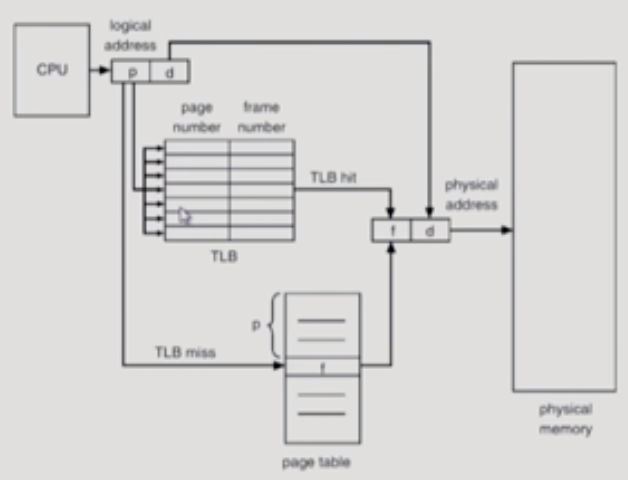 logical
address
CPU
p d
page frame
number number
TLB hit
physical
address
f d
TLB
p
TLB miss
f
page table
physical
memory